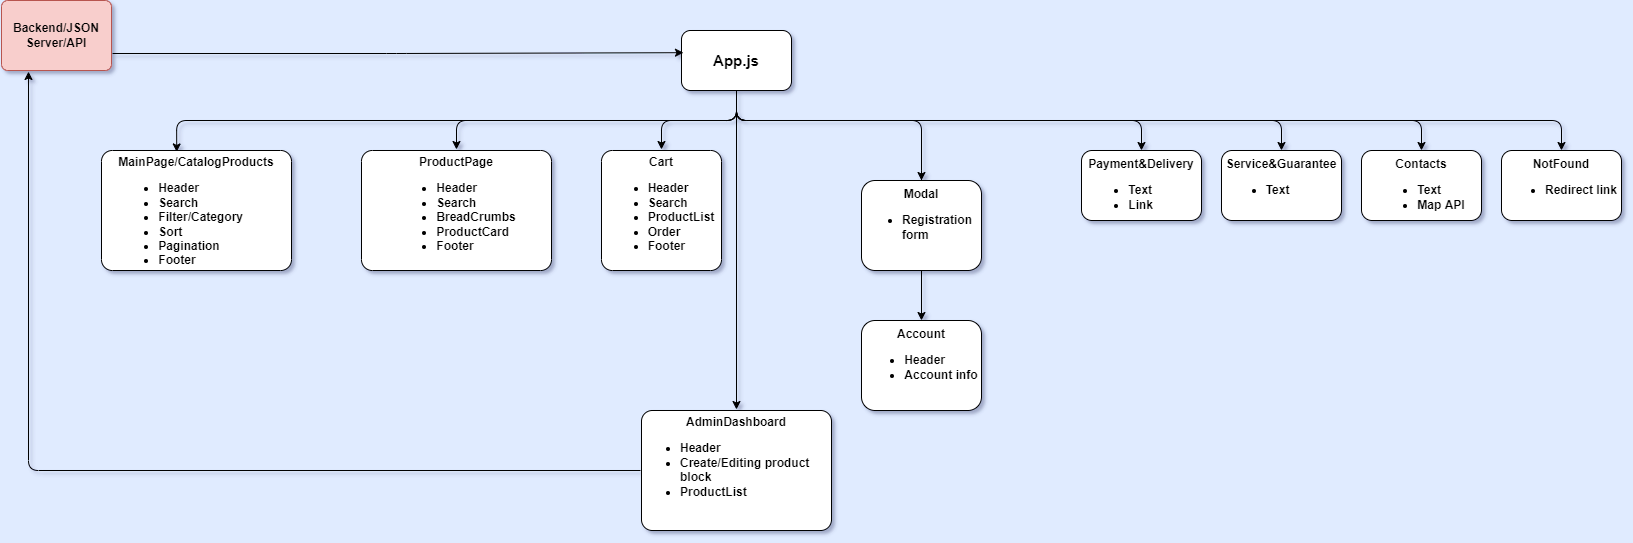 Backend/JSON
Server/API
App.js
MainPage/CatalogProducts
Header
Search
Filter/Category
Sort
Pagination
Footer
ProductPage
Header
Search
BreadCrumbs
ProductCard
Footer
Cart
Header
Search
ProductList
Order
Footer
Modal
Registration
form
Payment&Delivery
Text
Link
Service&Guarantee
Text
Contacts
Text
Map API
NotFound
Redirect link
Account
Header
Account info
AdminDashboard
Header
Create/Editing product
block
ProductList